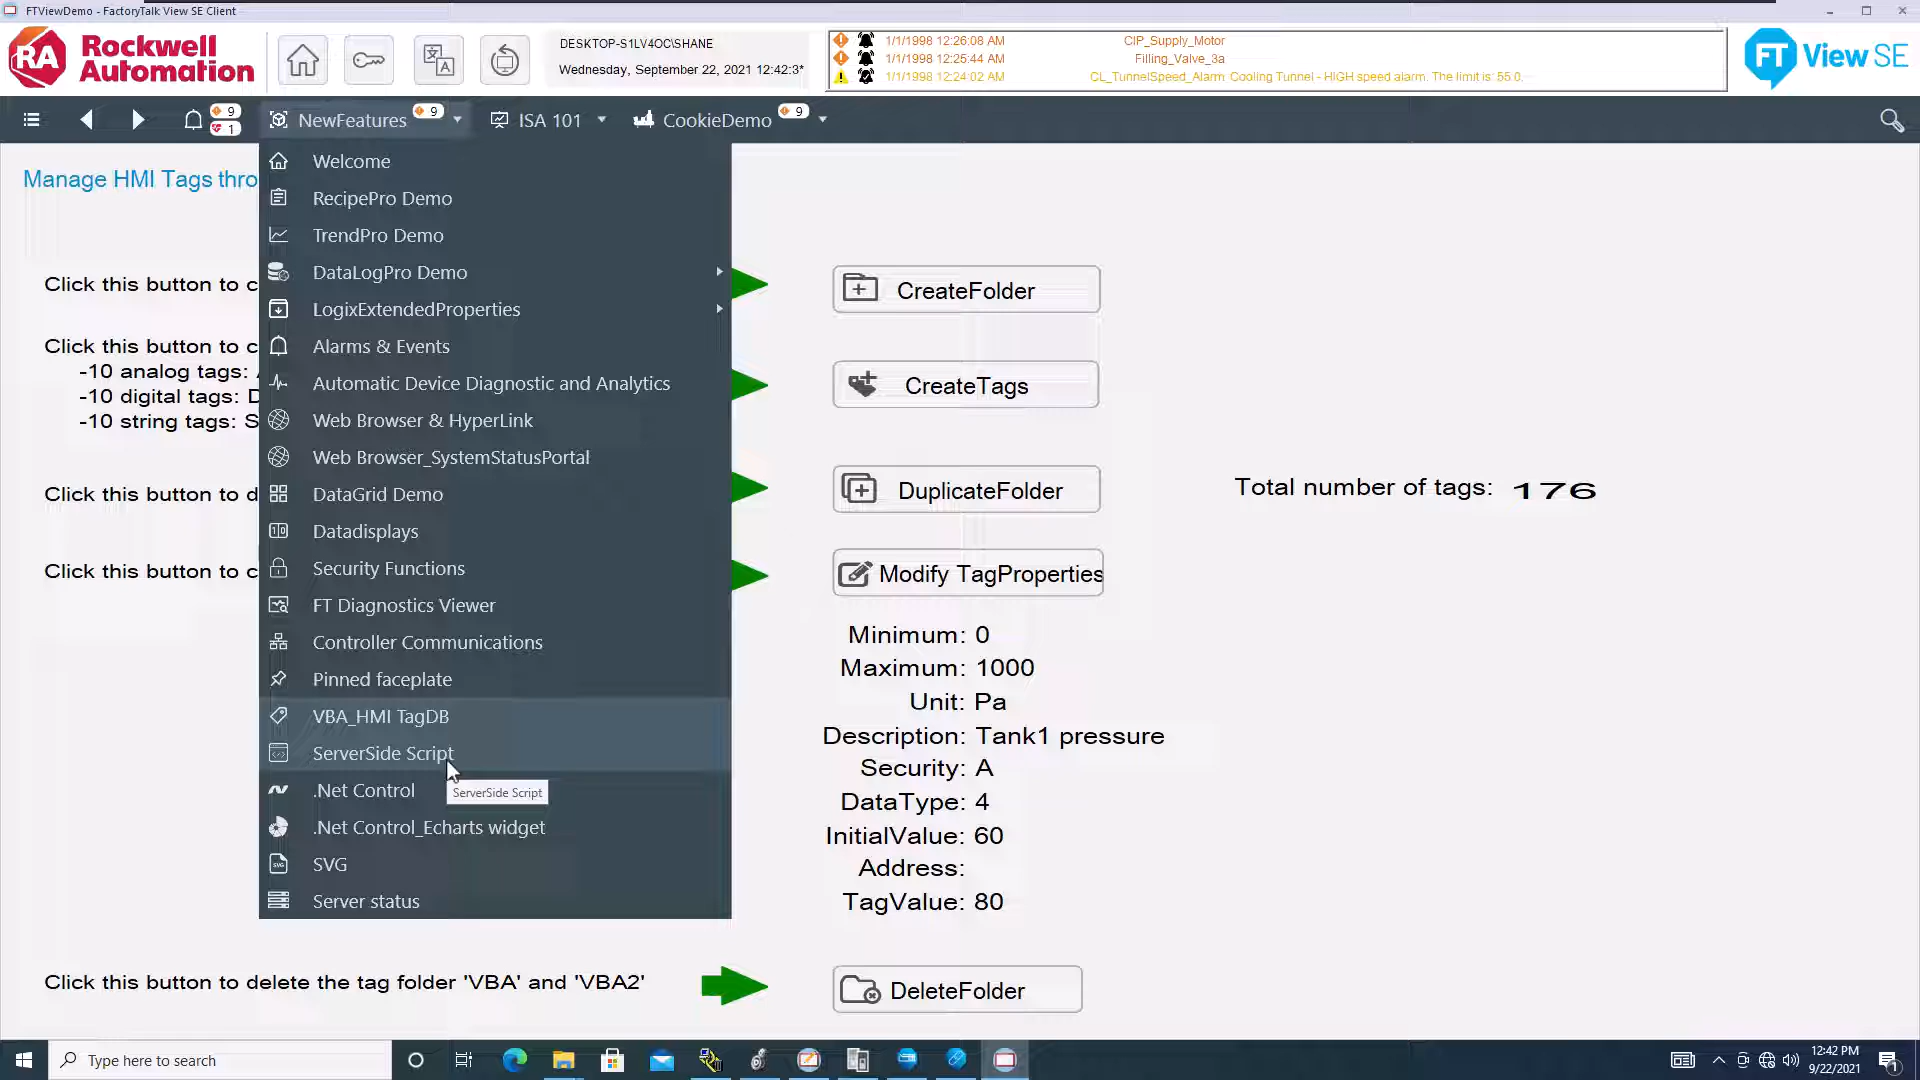 FTViewDemo - FactoryTalk View SE Client
RA Rockwell Automation
DESKTOP-S1LV4OC\SHANE
Wednesday, September 22, 2021 12:42:3*
1/1/1998 12:26:08 AM CIP_Supply_Motor
1/1/1998 12:25:44 AM Filling_Valve_3a
1/1/1998 12:24:02 AM CL_TunnelSpeed_Alarm: Cooling Tunnel - HIGH speed alarm. The limit is: 55.0.
FT View SE
9
1
NewFeatures 9
ISA 101
CookieDemo 9
Manage HMI Tags thro
Welcome
RecipePro Demo
TrendPro Demo
DataLogPro Demo
LogixExtendedProperties
Alarms & Events
Automatic Device Diagnostic and Analytics
Web Browser & HyperLink
Web Browser_SystemStatusPortal
DataGrid Demo
Datadisplays
Security Functions
FT Diagnostics Viewer
Controller Communications
Pinned faceplate
VBA_HMI TagDB
ServerSide Script
ServerSide Script
.Net Control
.Net Control_Echarts widget
SVG
Server status
Click this button to c
Click this button to c
-10 analog tags:
-10 digital tags: D
-10 string tags: S
Click this button to d
Click this button to c
CreateFolder
CreateTags
DuplicateFolder
Total number of tags: 176
Modify TagProperties
Minimum: 0
Maximum: 1000
Unit: Pa
Description: Tank1 pressure
Security: A
DataType: 4
InitialValue: 60
Address:
TagValue: 80
Click this button to delete the tag folder 'VBA' and 'VBA2'
DeleteFolder
Type here to search
12:42 PM
9/22/2021
1